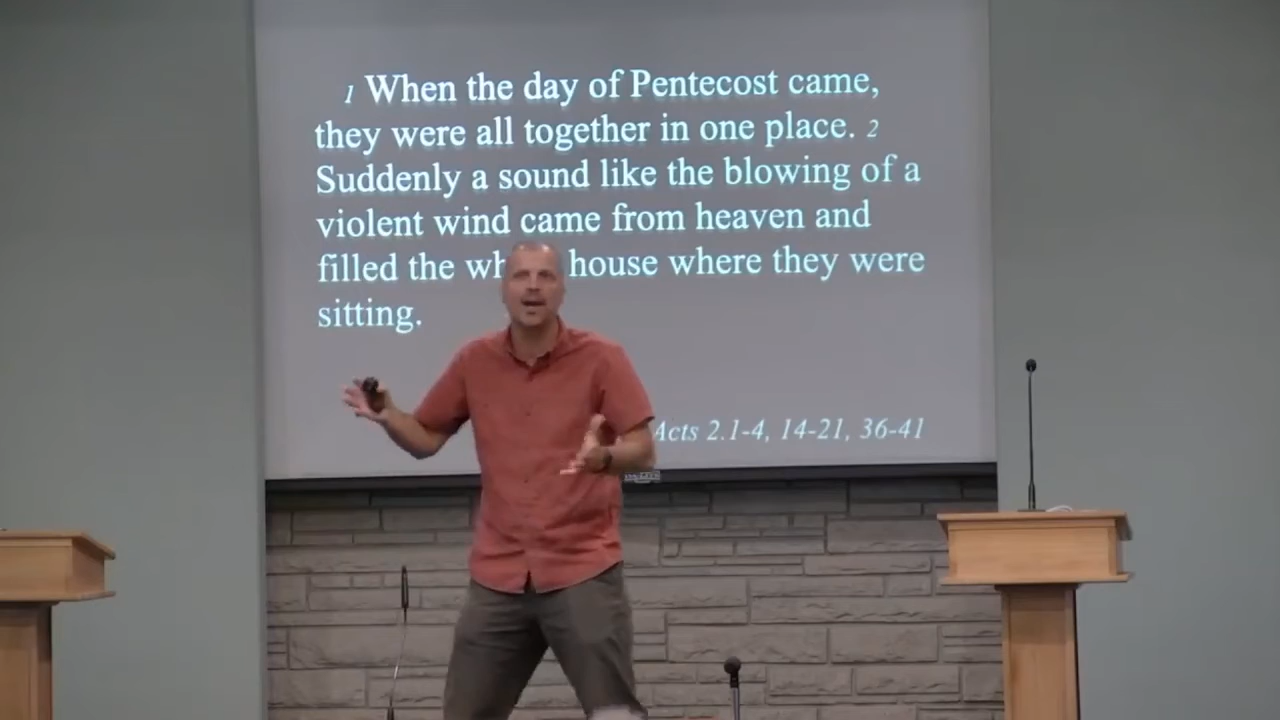 1 When the day of Pentecost came,
they were all together in one place. 2
Suddenly a sound like the blowing of a
violent wind came from heaven and
filled the house where they were
sitting.
Acts 2.1-4, 14-21, 36-41